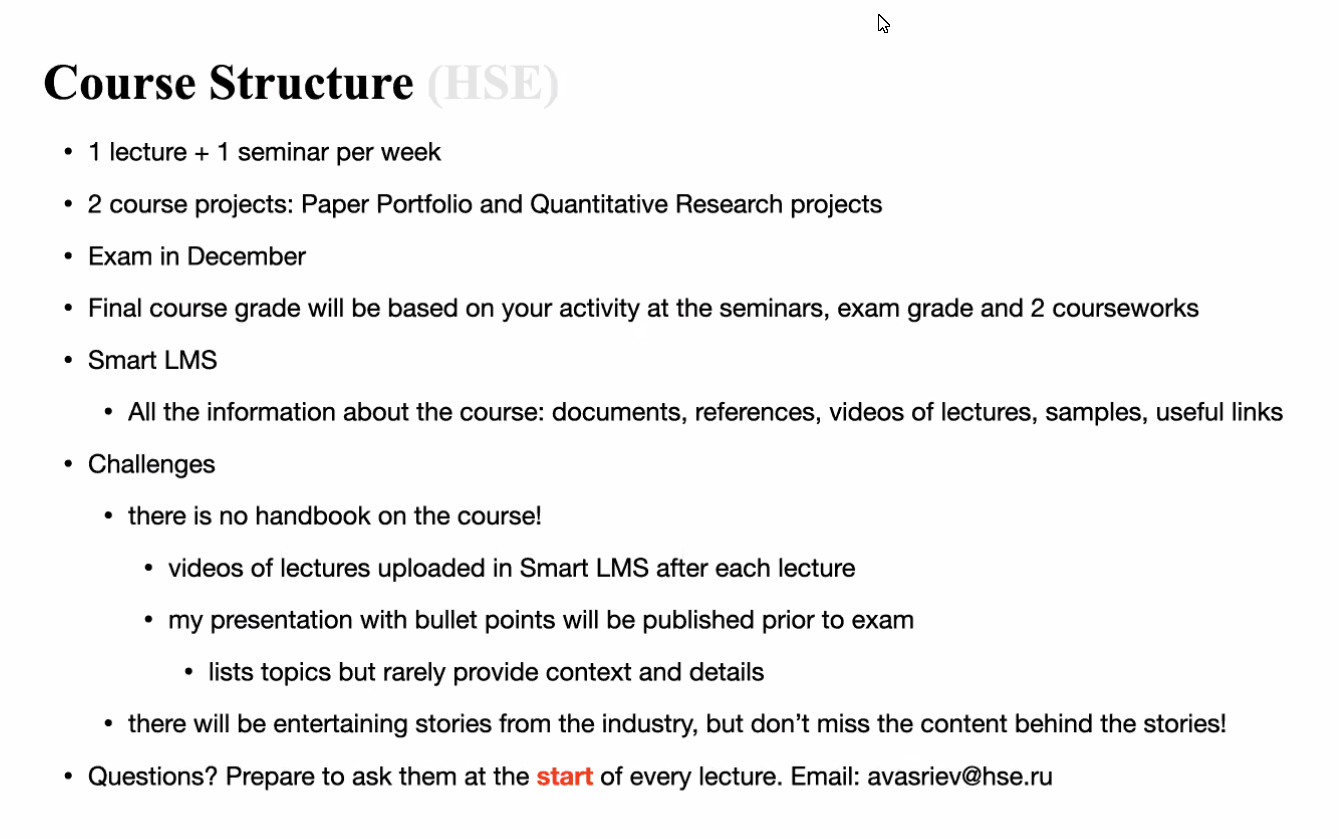 Course Structure (HSE)
• 1 lecture + 1 seminar per week
• 2 course projects: Paper Portfolio and Quantitative Research projects
• Exam in December
• Final course grade will be based on your activity at the seminars, exam grade and 2 courseworks
• Smart LMS
• All the information about the course: documents, references, videos of lectures, samples, useful links
• Challenges
• there is no handbook on the course!
• videos of lectures uploaded in Smart LMS after each lecture
• my presentation with bullet points will be published prior to exam
• lists topics but rarely provide context and details
• there will be entertaining stories from the industry, but don’t miss the content behind the stories!
• Questions? Prepare to ask them at the start of every lecture. Email: avasriev@hse.ru